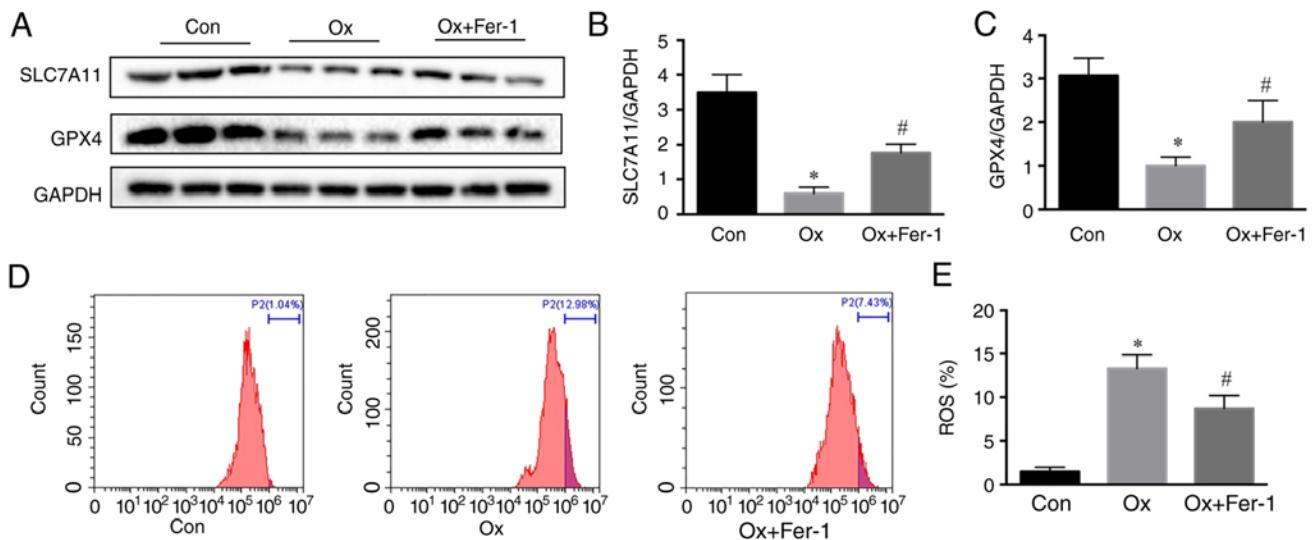 A
Con Ox Ox+Fer-1
SLC7A11
GPX4
GAPDH
B
SLC7A11/GAPDH
5
4
3
2
1
0
*
#
Con Ox Ox+Fer-1
C
GPX4/GAPDH
4
3
2
1
0
*
#
Con Ox Ox+Fer-1
D
P2(1.04%)
Count
150
100
50
0
0 10² 10³ 10⁴ 10⁵ 10⁶ 10⁷
Con
P2(12.98%)
Count
200
100
0
0 10² 10³ 10⁴ 10⁵ 10⁶ 10⁷
Ox
P2(7.43%)
Count
100
0
0 10² 10³ 10⁴ 10⁵ 10⁶ 10⁷
Ox+Fer-1
E
ROS (%)
20
15
10
5
0
*
#
Con Ox Ox+Fer-1